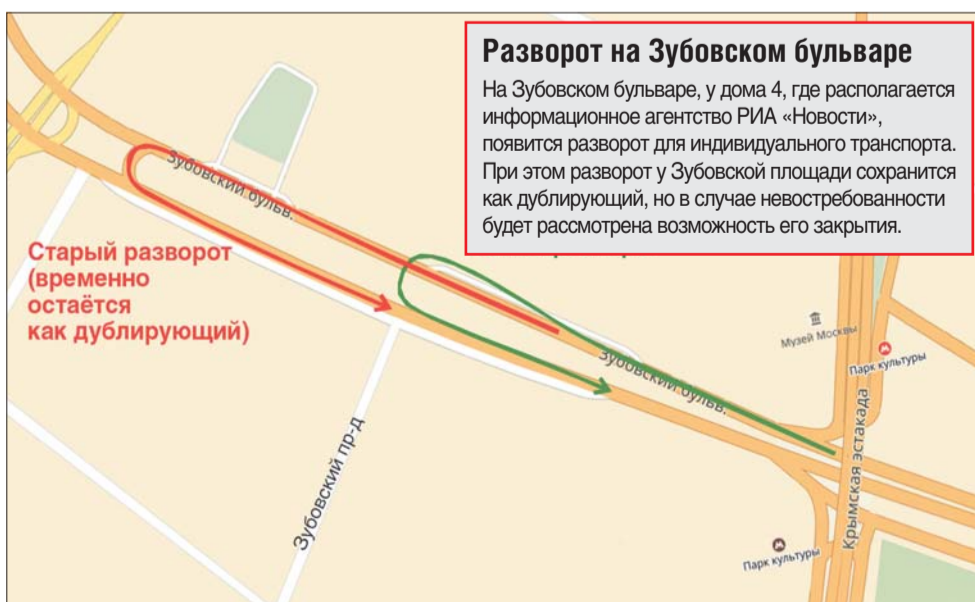 Разворот на Зубовском бульваре
На Зубовском бульваре, у дома 4, где располагается
информационное агентство РИА «Новости»,
появится разворот для индивидуального транспорта.
При этом разворот у Зубовской площади сохранится
как дублирующий, но в случае невостребованности
будет рассмотрена возможность его закрытия.
Зубовский бульв.
Старый разворот
(временно
остаётся
как дублирующий)
Музей Москвы
Парк культуры
Зубовский бульв.
Крымская эстакада
Зубовский пр-д
Парк культуры